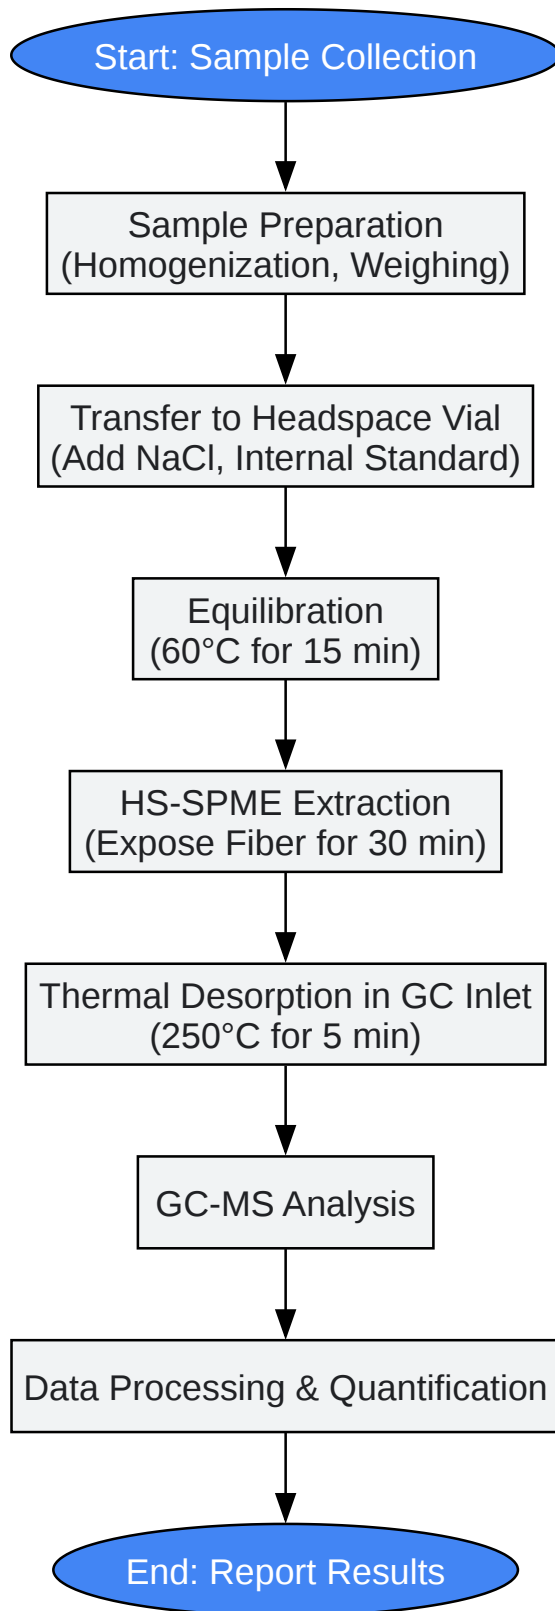 Start: Sample Collection
Sample Preparation
(Homogenization, Weighing)
Transfer to Headspace Vial
(Add NaCl, Internal Standard)
Equilibration
(60°C for 15 min)
HS-SPME Extraction
(Expose Fiber for 30 min)
Thermal Desorption in GC Inlet
(250°C for 5 min)
GC-MS Analysis
Data Processing & Quantification
End: Report Results